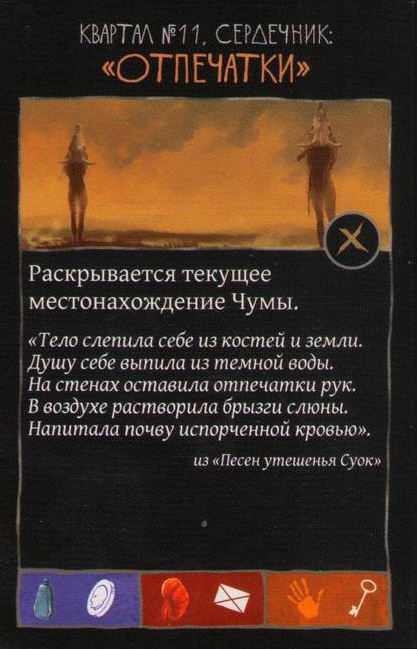 КВАРТАЛ №11, СЕРДЕЧНИК:
«ОТПЕЧАТКИ»
Раскрывается текущее
местонахождение Чумы.
«Тело слепила себе из костей и земли.
Душу себе выпила из темной воды.
На стенах оставила отпечатки рук.
В воздухе растворила брызги слюны.
Напитала почву испорченной кровью».
из «Песен утешенья Суок»